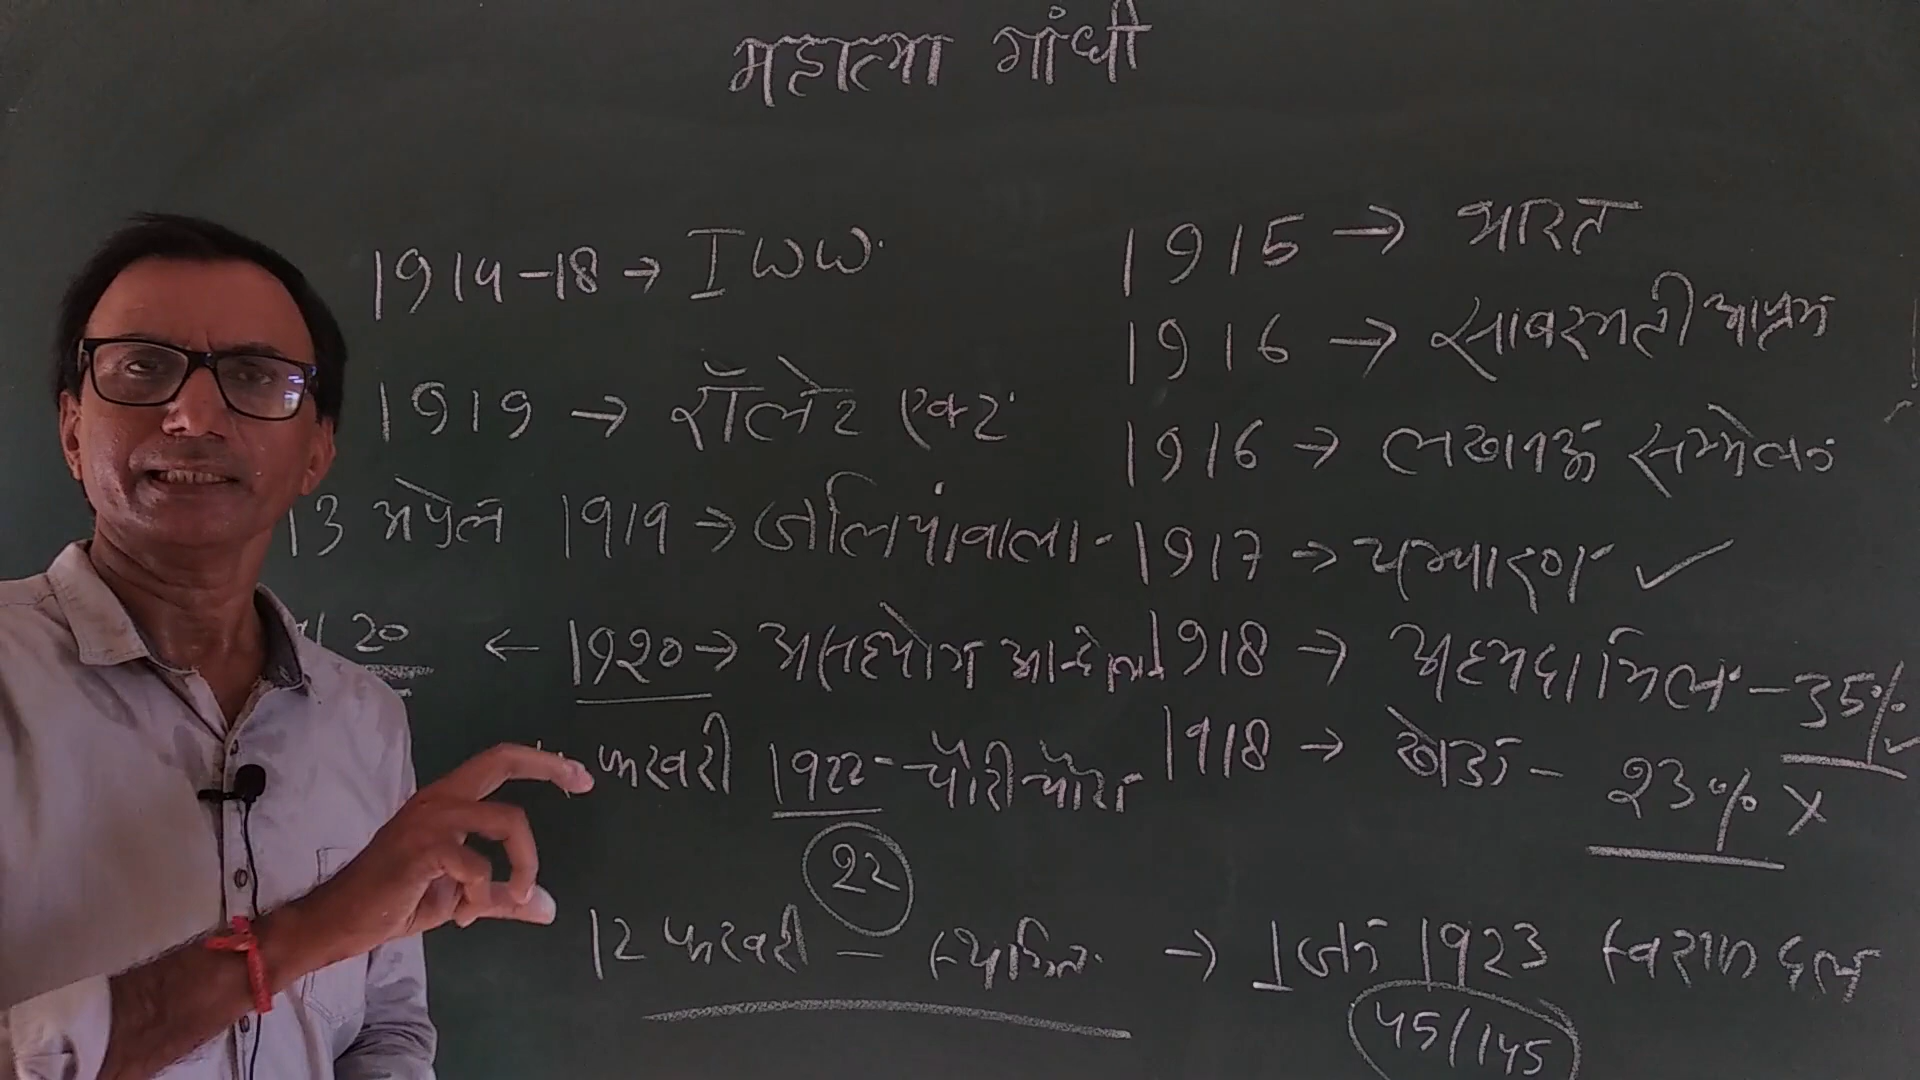 महात्मा गांधी
1914-18 → I W W.
1919 → रॉलेट एक्ट
13 अप्रेल 1919 → जलियांवाला-
20 ← 1920 → असहयोग आन्दोलन
फरवरी 1922 - चौरी चौरा
22
12 फरवरी - स्थगित → 1 जन 1923 स्वराज दल
45/145
1915 → भारत
1916 → साबरमती आश्रम
1916 → लखनऊ सम्मेलन
1917 → चम्पारण ✓
1918 → अहमदा मिल - 35% ✓
1918 → खेडा - 23% X